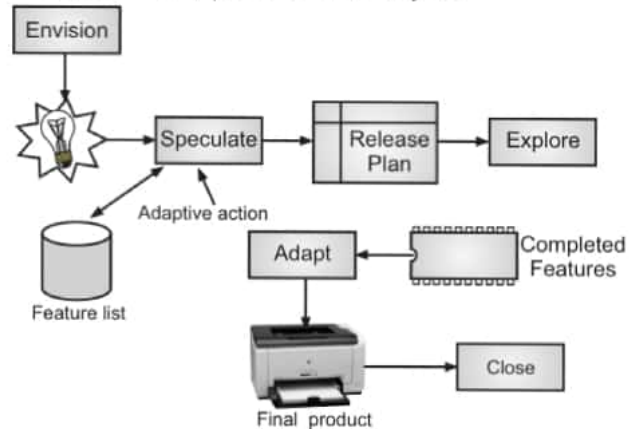 Envision
Speculate
Release
Plan
Explore
Adaptive action
Feature list
Adapt
Completed
Features
Close
Final product